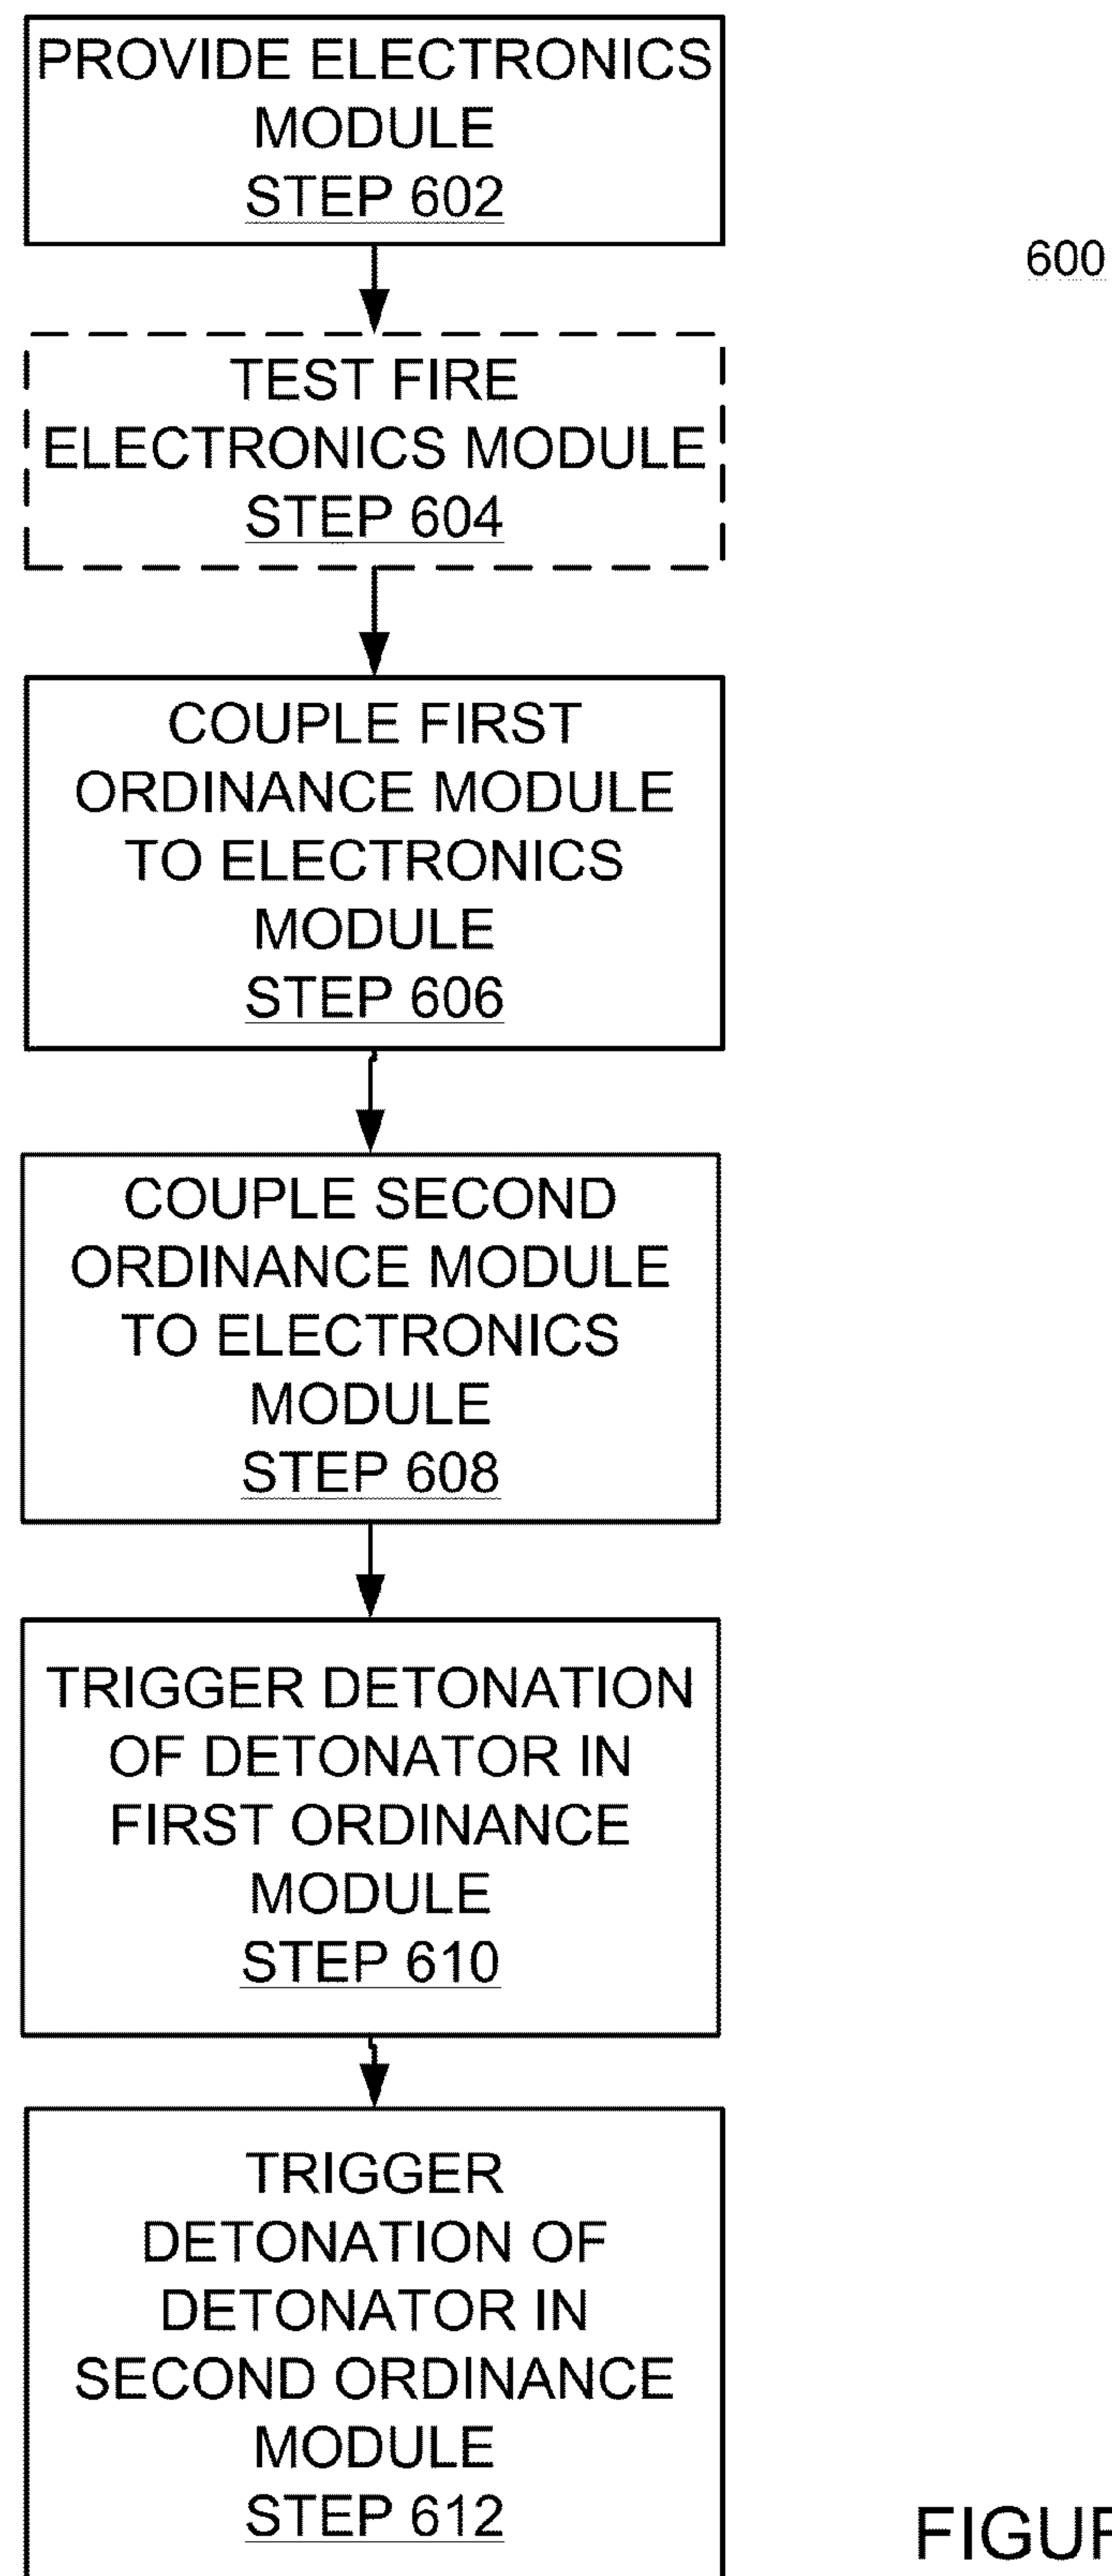 PROVIDE ELECTRONICS
MODULE
STEP 602
600
TEST FIRE
ELECTRONICS MODULE
STEP 604
COUPLE FIRST
ORDINANCE MODULE
TO ELECTRONICS
MODULE
STEP 606
COUPLE SECOND
ORDINANCE MODULE
TO ELECTRONICS
MODULE
STEP 608
TRIGGER DETONATION
OF DETONATOR IN
FIRST ORDINANCE
MODULE
STEP 610
TRIGGER
DETONATION OF
DETONATOR IN
SECOND ORDINANCE
MODULE
STEP 612